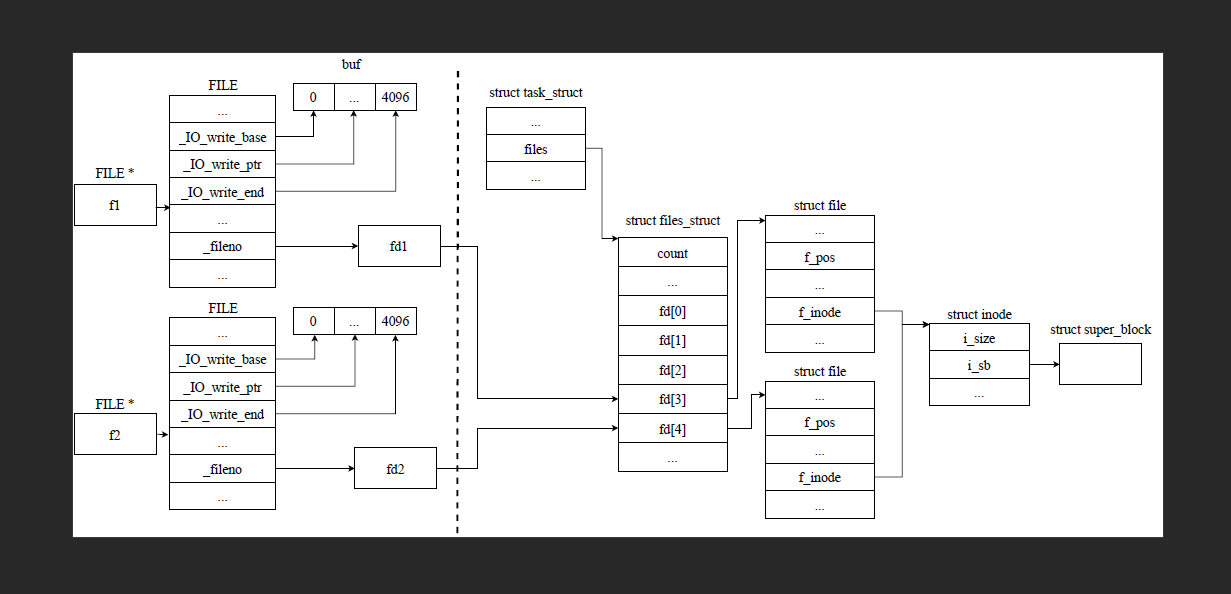 buf
FILE
0 ... 4096
...
_IO_write_base
_IO_write_ptr
_IO_write_end
...
_fileno
...
FILE *
f1
fd1
FILE
0 ... 4096
...
_IO_write_base
_IO_write_ptr
_IO_write_end
...
_fileno
...
FILE *
f2
fd2
struct task_struct
...
files
...
struct files_struct
count
...
fd[0]
fd[1]
fd[2]
fd[3]
fd[4]
...
struct file
...
f_pos
...
f_inode
...
struct file
...
f_pos
...
f_inode
...
struct inode
i_size
i_sb
...
struct super_block